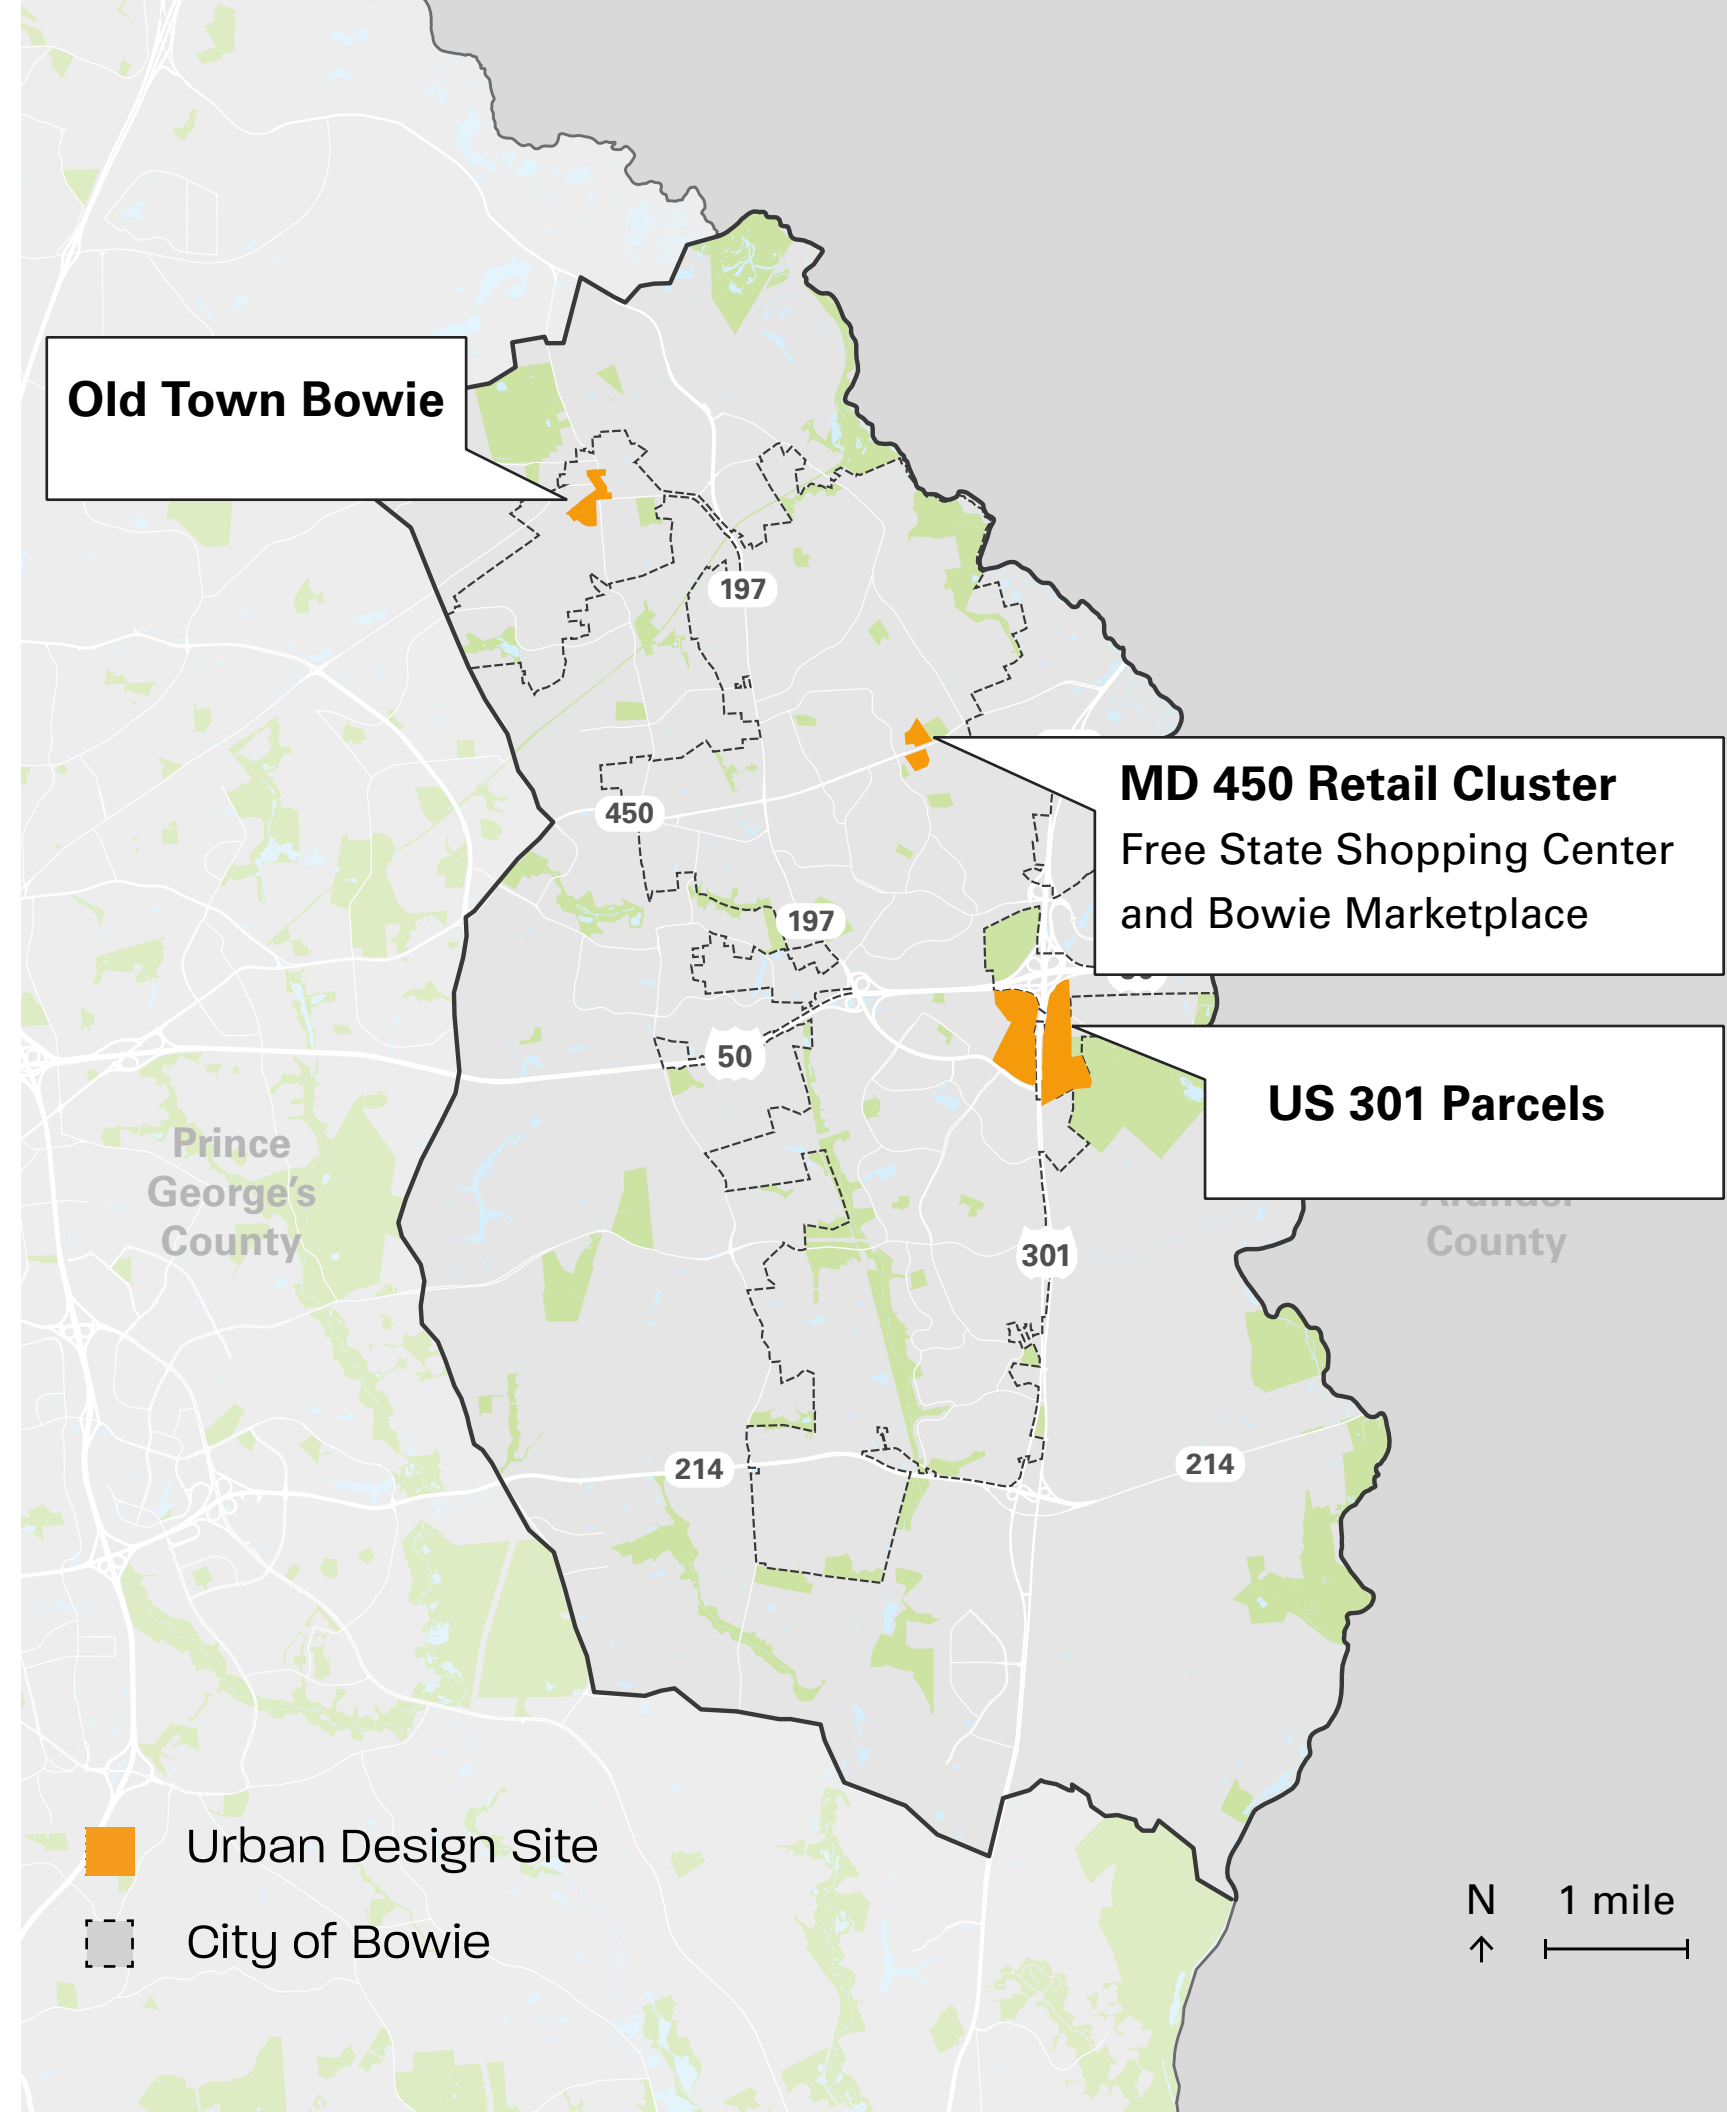 Old Town Bowie
197
MD 450 Retail Cluster
Free State Shopping Center
and Bowie Marketplace
450
197
50
US 301 Parcels
Prince
George's
County
County
301
214
214
Urban Design Site
City of Bowie
N
1 mile